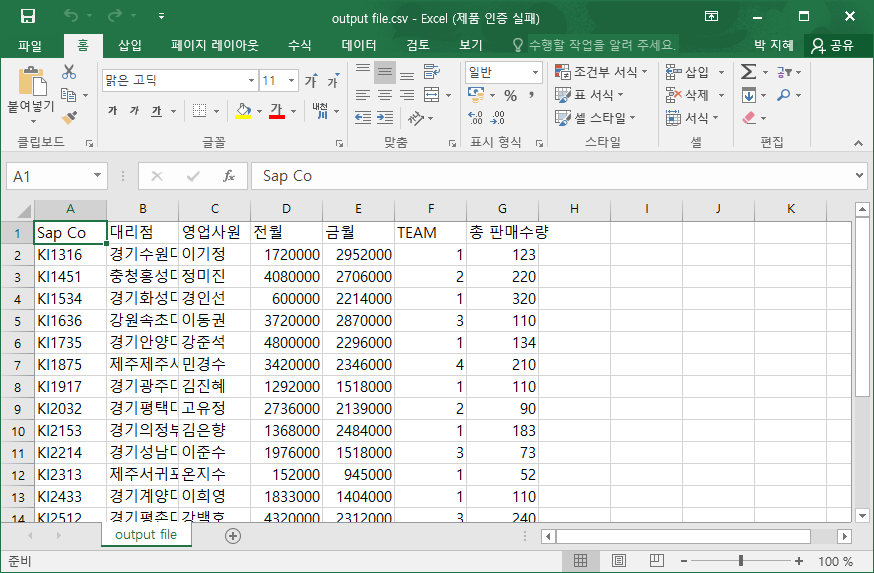 output file.csv - Excel (제품 인증 실패)
파일 홈 삽입 페이지 레이아웃 수식 데이터 검토 보기 수행할 작업을 알려 주세요. 박 지혜 공유
붙여넣기
맑은 고딕 11 가 가
가 가 가 가 내천
일반
% ,
조건부 서식
표 서식
셀 스타일
삽입
삭제
서식
클립보드 글꼴 맞춤 표시 형식 스타일 셀 편집
A1 fx Sap Co
A B C D E F G H I J K
1 Sap Co 대리점 영업사원 전월 금월 TEAM 총 판매수량
2 KI1316 경기수원대 이기정 1720000 2952000 1 123
3 KI1451 충청홍성대 정미진 4080000 2706000 2 220
4 KI1534 경기화성대 경인선 600000 2214000 1 320
5 KI1636 강원속초대 이동권 3720000 2870000 3 110
6 KI1735 경기안양대 강준석 4800000 2296000 1 134
7 KI1875 제주제주시 민경수 3420000 2346000 4 210
8 KI1917 경기광주대 김진혜 1292000 1518000 1 110
9 KI2032 경기평택대 고유정 2736000 2139000 2 90
10 KI2153 경기의정부 김은향 1368000 2484000 1 183
11 KI2214 경기성남대 이준수 1976000 1518000 3 73
12 KI2313 제주서귀포 온지수 152000 945000 1 52
13 KI2433 경기계양대 이희영 1833000 1404000 1 110
14 KI2512 경기평촌대 강백호 4320000 2312000 3 240
output file
준비 100 %